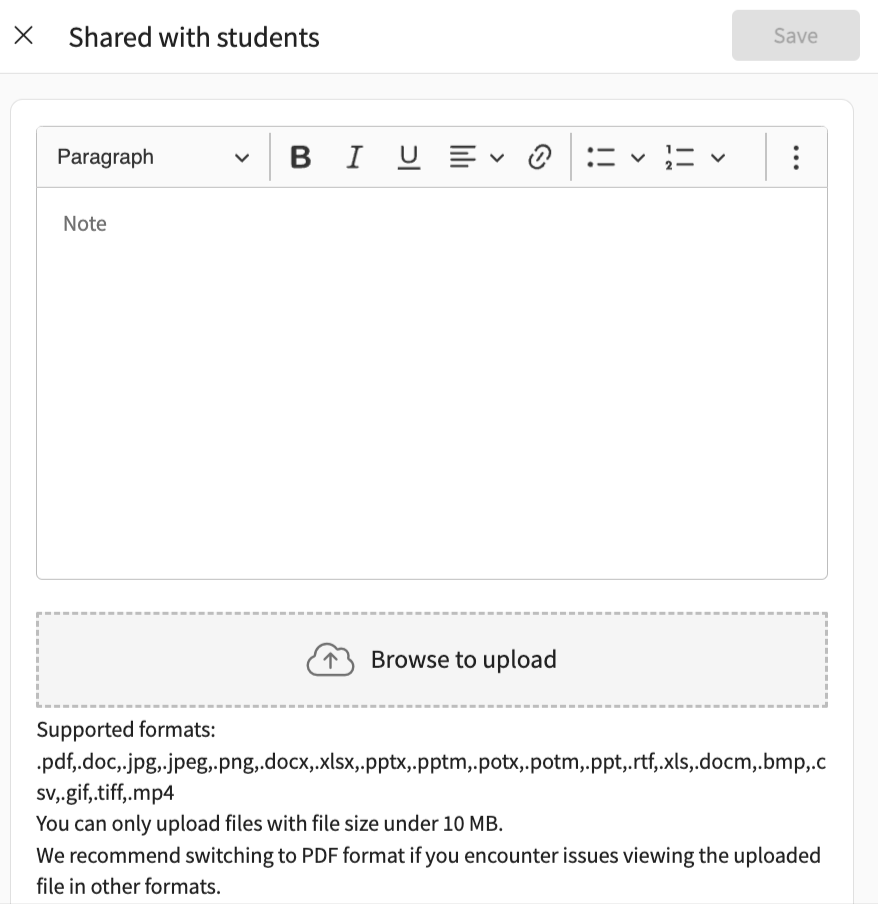 Shared with students
Save
Paragraph
B I U
1
2
Note
Browse to upload
Supported formats:
.pdf,.doc,.jpg,.jpeg,.png,.docx,.xlsx,.pptx,.pptm,.potx,.potm,.ppt,.rtf,.xls,.docm,.bmp,.c
sv,.gif,.tiff,.mp4
You can only upload files with file size under 10 MB.
We recommend switching to PDF format if you encounter issues viewing the uploaded
file in other formats.